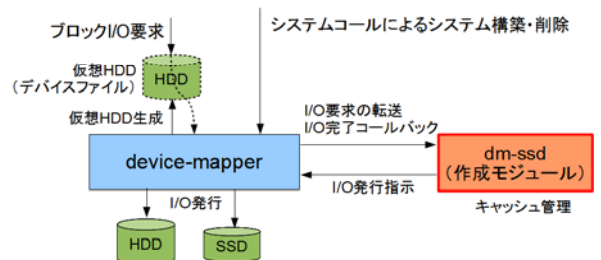 ブロックI/O要求
システムコールによるシステム構築・削除
仮想HDD
(デバイスファイル)
HDD
仮想HDD生成
I/O要求の転送
I/O完了コールバック
device-mapper
dm-ssd
(作成モジュール)
I/O発行
I/O発行指示
キャッシュ管理
HDD
SSD